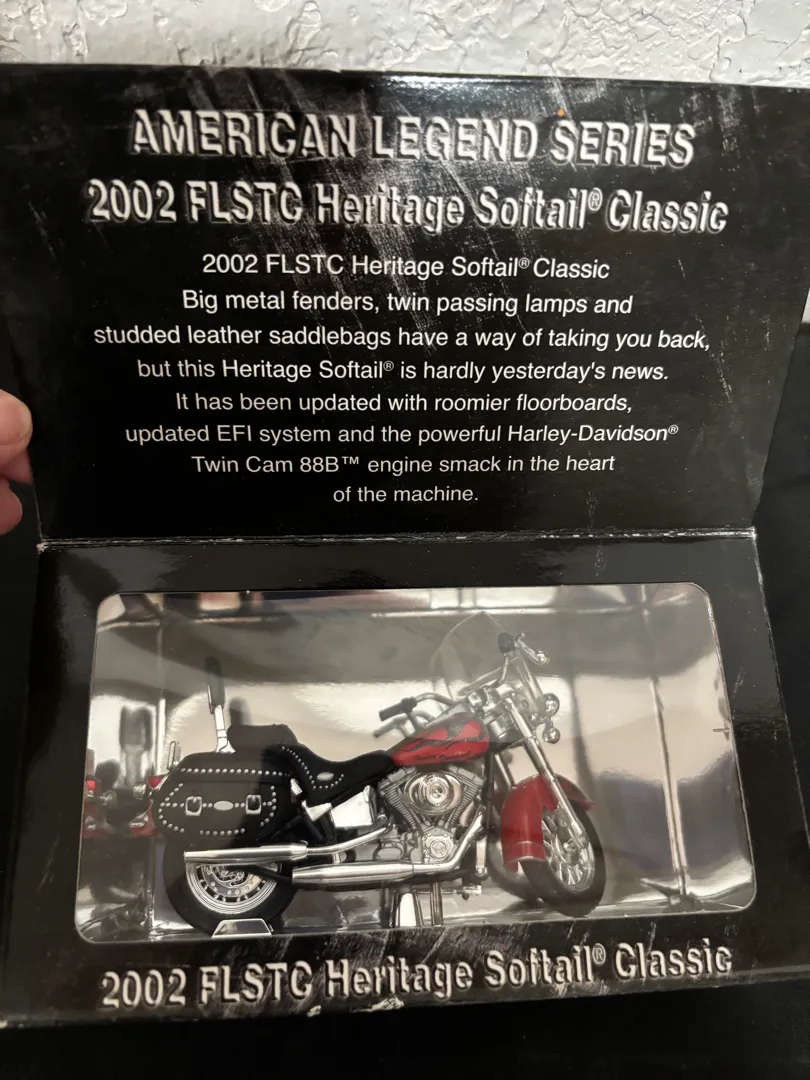 AMERICAN LEGEND SERIES
2002 FLSTC Heritage Softail® Classic
2002 FLSTC Heritage Softail® Classic
Big metal fenders, twin passing lamps and
studded leather saddlebags have a way of taking you back,
but this Heritage Softail® is hardly yesterday's news.
It has been updated with roomier floorboards,
updated EFI system and the powerful Harley-Davidson®
Twin Cam 88B™ engine smack in the heart
of the machine.
2002 FLSTC Heritage Softail® Classic